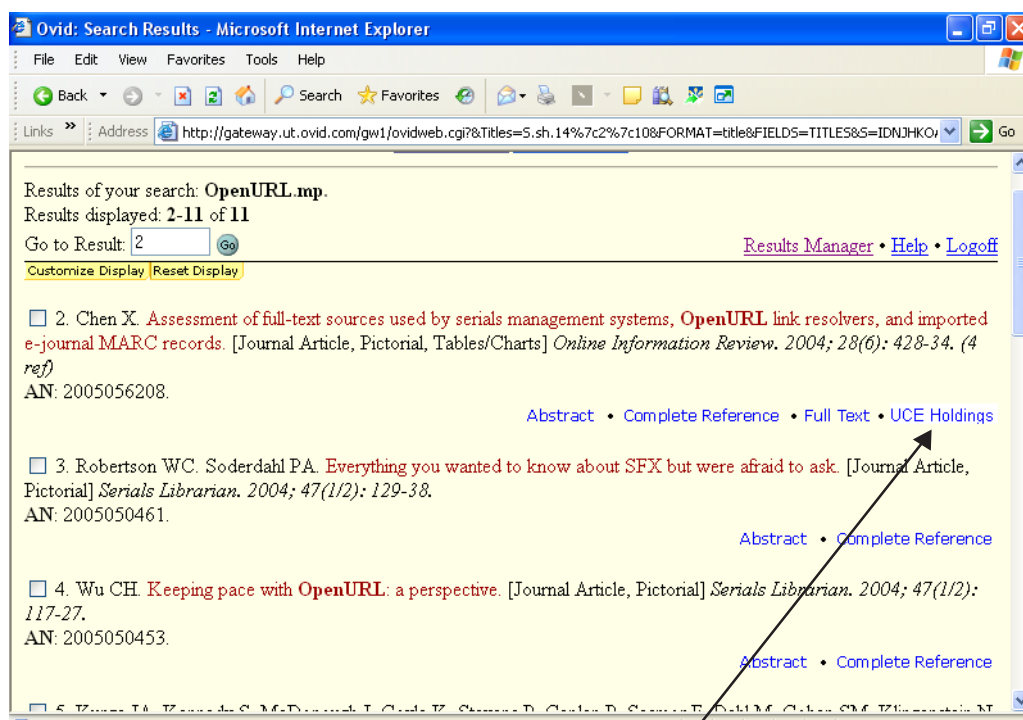 Ovid: Search Results - Microsoft Internet Explorer
File Edit View Favorites Tools Help
Back Search Favorites
Links » Address http://gateway.ut.ovid.com/gw1/ovidweb.cgi?&Titles=S.sh.14%7c2%7c10&FORMAT=title&FIELDS=TITLES&S=IDNJHKO Go
Results of your search: OpenURL.mp.
Results displayed: 2-11 of 11
Go to Result: 2 Go
Results Manager • Help • Logoff
Customize Display Reset Display
2. Chen X. Assessment of full-text sources used by serials management systems, OpenURL link resolvers, and imported
e-journal MARC records. [Journal Article, Pictorial, Tables/Charts] Online Information Review. 2004; 28(6): 428-34. (4
ref)
AN: 2005056208.
Abstract • Complete Reference • Full Text • UCE Holdings
3. Robertson WC. Soderdahl PA. Everything you wanted to know about SFX but were afraid to ask. [Journal Article,
Pictorial] Serials Librarian. 2004; 47(1/2): 129-38.
AN: 2005050461.
Abstract • Complete Reference
4. Wu CH. Keeping pace with OpenURL: a perspective. [Journal Article, Pictorial] Serials Librarian. 2004; 47(1/2):
117-27.
AN: 2005050453.
Abstract • Complete Reference